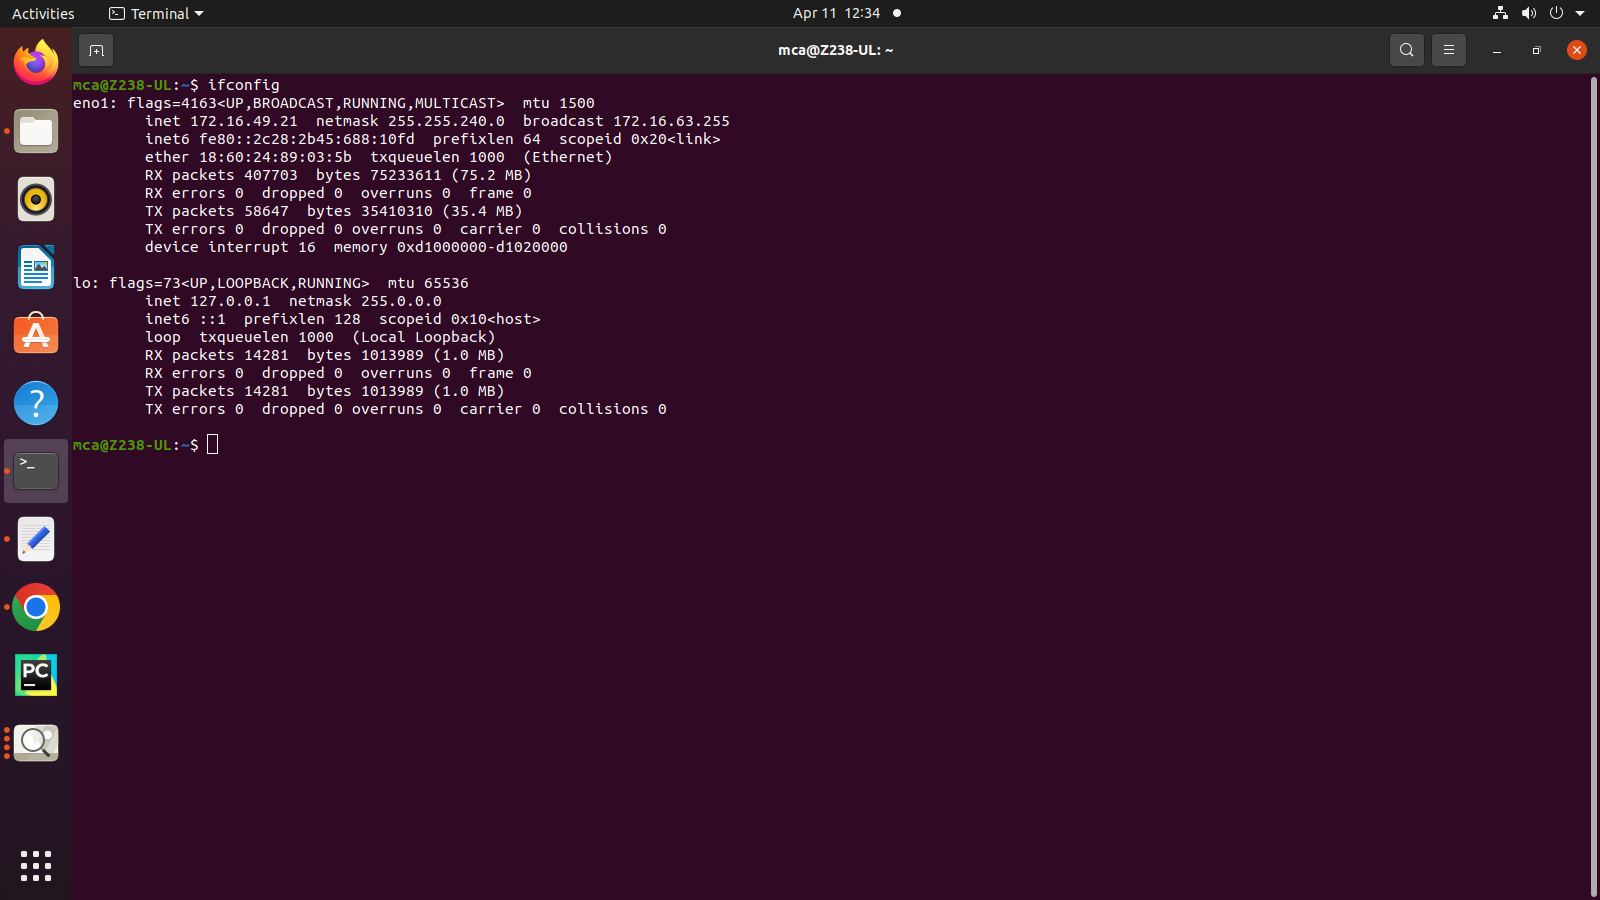 Activities Terminal Apr 11 12:34
mca@Z238-UL: ~
mca@Z238-UL:~$ ifconfig
eno1: flags=4163<UP,BROADCAST,RUNNING,MULTICAST>  mtu 1500
        inet 172.16.49.21  netmask 255.255.240.0  broadcast 172.16.63.255
        inet6 fe80::2c28:2b45:688:10fd  prefixlen 64  scopeid 0x20<link>
        ether 18:60:24:89:03:5b  txqueuelen 1000  (Ethernet)
        RX packets 407703  bytes 75233611 (75.2 MB)
        RX errors 0  dropped 0  overruns 0  frame 0
        TX packets 58647  bytes 35410310 (35.4 MB)
        TX errors 0  dropped 0 overruns 0  carrier 0  collisions 0
        device interrupt 16  memory 0xd1000000-d1020000
lo: flags=73<UP,LOOPBACK,RUNNING>  mtu 65536
        inet 127.0.0.1  netmask 255.0.0.0
        inet6 ::1  prefixlen 128  scopeid 0x10<host>
        loop  txqueuelen 1000  (Local Loopback)
        RX packets 14281  bytes 1013989 (1.0 MB)
        RX errors 0  dropped 0  overruns 0  frame 0
        TX packets 14281  bytes 1013989 (1.0 MB)
        TX errors 0  dropped 0 overruns 0  carrier 0  collisions 0
mca@Z238-UL:~$
PC